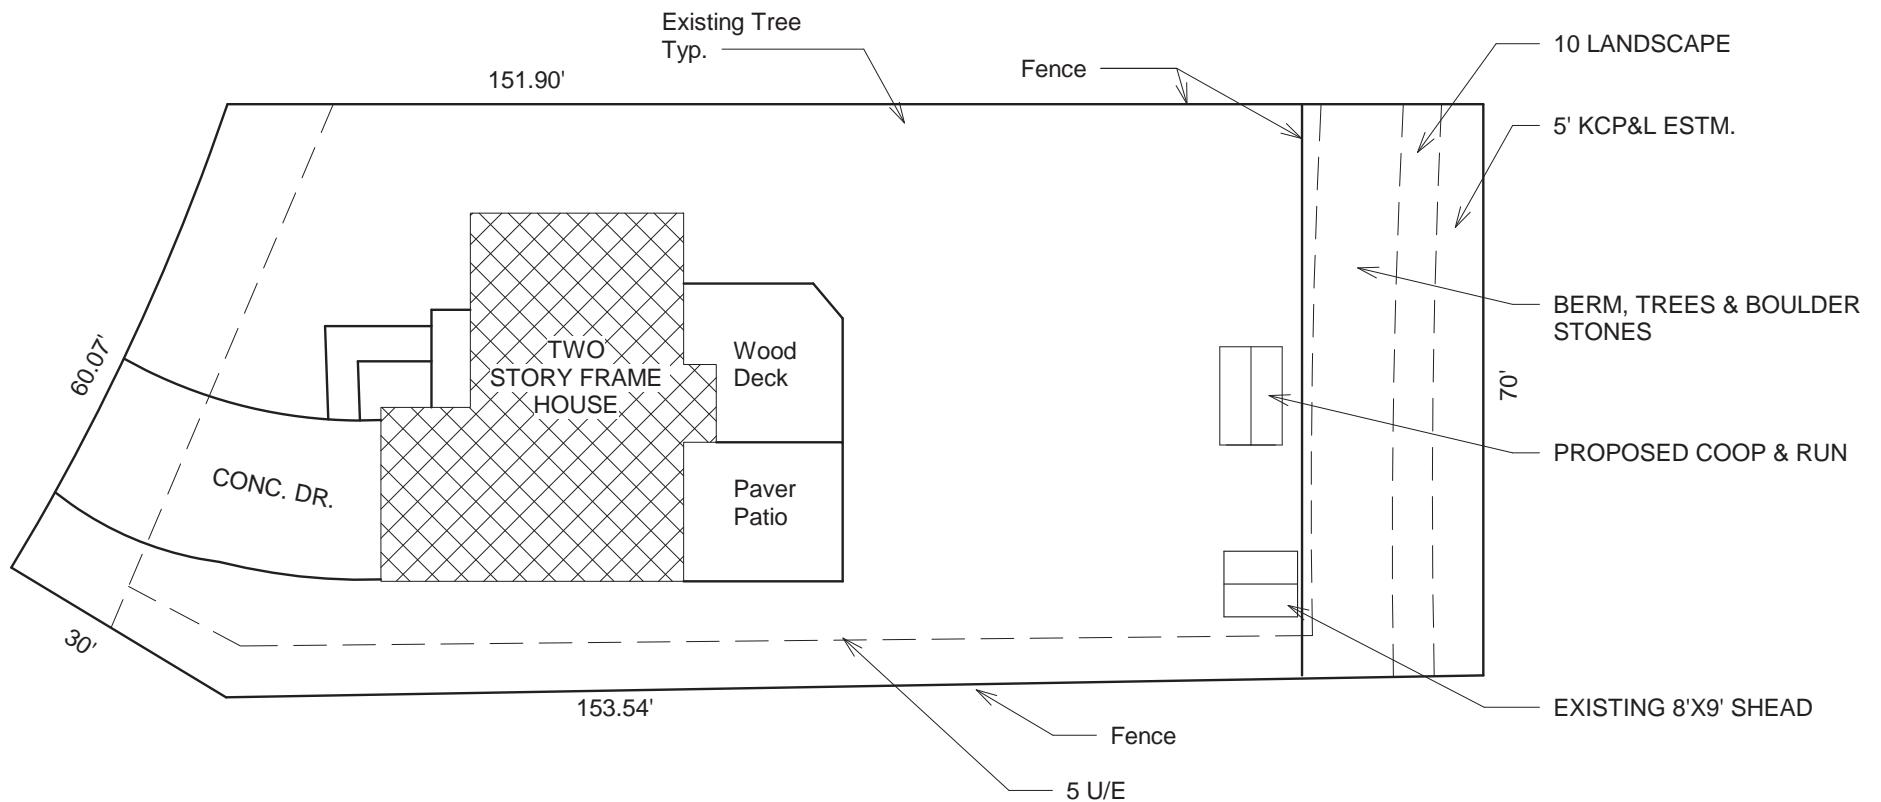 Existing Tree
Typ.
10 LANDSCAPE
Fence
151.90'
5' KCP&L ESTM.
BERM, TREES & BOULDER
STONES
60.07'
TWO
STORY FRAME
HOUSE
Wood
Deck
70'
PROPOSED COOP & RUN
CONC. DR.
Paver
Patio
30'
153.54'
EXISTING 8'X9' SHEAD
Fence
5 U/E